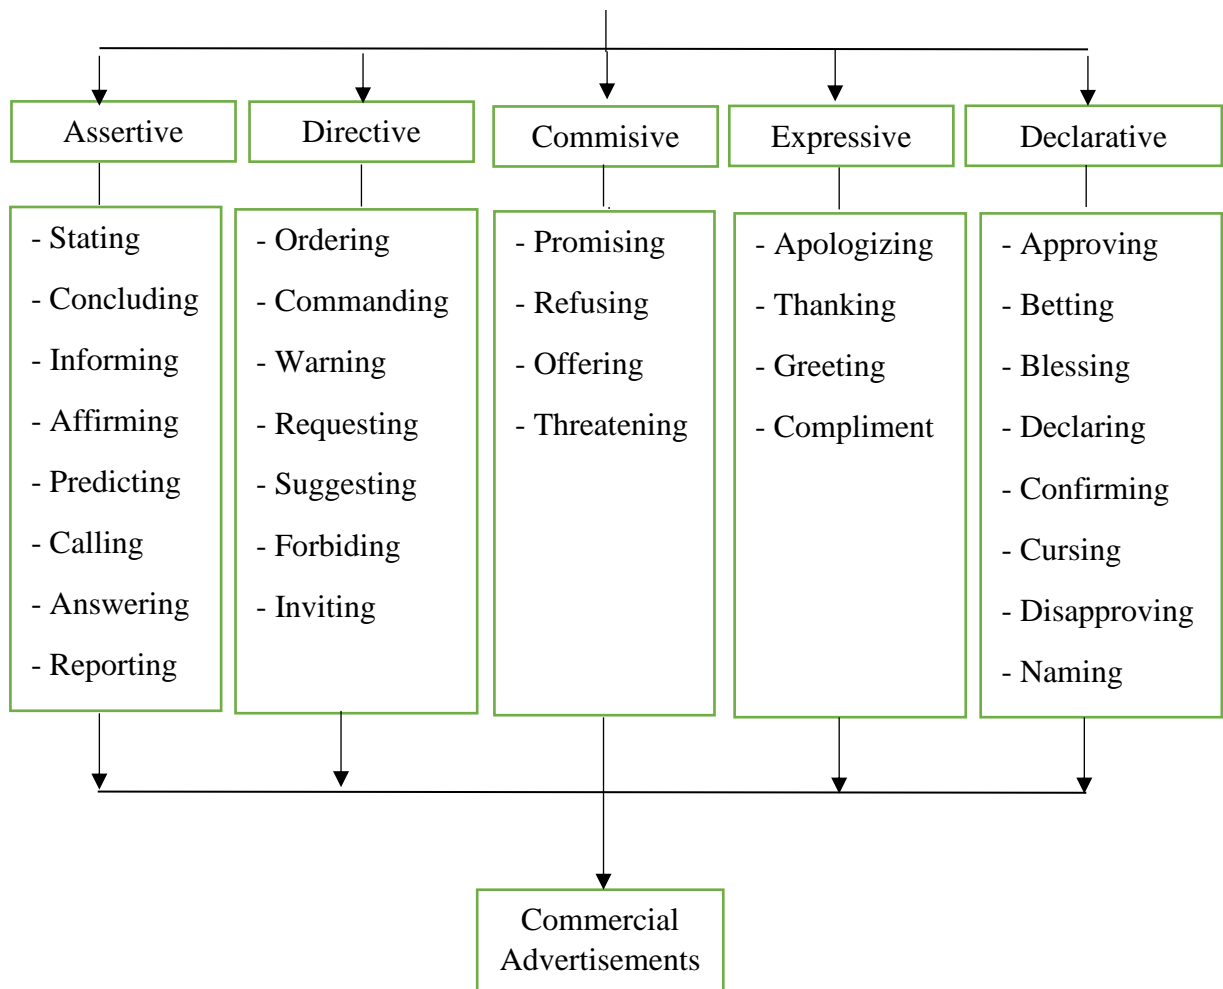 Assertive
Directive
Commisive
Expressive
Declarative
- Stating
- Concluding
- Informing
- Affirming
- Predicting
- Calling
- Answering
- Reporting
- Ordering
- Commanding
- Warning
- Requesting
- Suggesting
- Forbiding
- Inviting
- Promising
- Refusing
- Offering
- Threatening
- Apologizing
- Thanking
- Greeting
- Compliment
- Approving
- Betting
- Blessing
- Declaring
- Confirming
- Cursing
- Disapproving
- Naming
Commercial
Advertisements